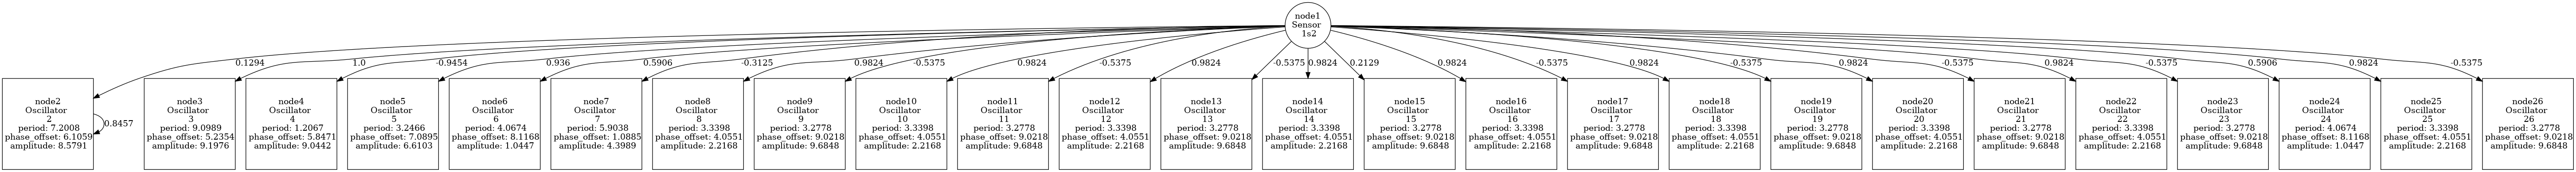 node1
Sensor
1s2
0.1294
1.0
-0.9454
0.936
0.5906
-0.3125
0.9824
-0.5375
0.9824
-0.5375
0.9824
-0.5375
0.9824
0.2129
0.9824
-0.5375
0.9824
-0.5375
0.9824
-0.5375
0.9824
-0.5375
0.5906
0.9824
-0.5375
node2
Oscillator
2
period: 7.2008
phase_offset: 6.1059
amplitude: 8.5791
0.8457
node3
Oscillator
3
period: 9.0989
phase_offset: 5.2354
amplitude: 9.1976
node4
Oscillator
4
period: 1.2067
phase_offset: 5.8471
amplitude: 9.0442
node5
Oscillator
5
period: 3.2466
phase_offset: 7.0895
amplitude: 6.6103
node6
Oscillator
6
period: 4.0674
phase_offset: 8.1168
amplitude: 1.0447
node7
Oscillator
7
period: 5.9038
phase_offset: 1.0885
amplitude: 4.3989
node8
Oscillator
8
period: 3.3398
phase_offset: 4.0551
amplitude: 2.2168
node9
Oscillator
9
period: 3.2778
phase_offset: 9.0218
amplitude: 9.6848
node10
Oscillator
10
period: 3.3398
phase_offset: 4.0551
amplitude: 2.2168
node11
Oscillator
11
period: 3.2778
phase_offset: 9.0218
amplitude: 9.6848
node12
Oscillator
12
period: 3.3398
phase_offset: 4.0551
amplitude: 2.2168
node13
Oscillator
13
period: 3.2778
phase_offset: 9.0218
amplitude: 9.6848
node14
Oscillator
14
period: 3.3398
phase_offset: 4.0551
amplitude: 2.2168
node15
Oscillator
15
period: 3.2778
phase_offset: 9.0218
amplitude: 9.6848
node16
Oscillator
16
period: 3.3398
phase_offset: 4.0551
amplitude: 2.2168
node17
Oscillator
17
period: 3.2778
phase_offset: 9.0218
amplitude: 9.6848
node18
Oscillator
18
period: 3.3398
phase_offset: 4.0551
amplitude: 2.2168
node19
Oscillator
19
period: 3.2778
phase_offset: 9.0218
amplitude: 9.6848
node20
Oscillator
20
period: 3.3398
phase_offset: 4.0551
amplitude: 2.2168
node21
Oscillator
21
period: 3.2778
phase_offset: 9.0218
amplitude: 9.6848
node22
Oscillator
22
period: 3.3398
phase_offset: 4.0551
amplitude: 2.2168
node23
Oscillator
23
period: 3.2778
phase_offset: 9.0218
amplitude: 9.6848
node24
Oscillator
24
period: 4.0674
phase_offset: 8.1168
amplitude: 1.0447
node25
Oscillator
25
period: 3.3398
phase_offset: 4.0551
amplitude: 2.2168
node26
Oscillator
26
period: 3.2778
phase_offset: 9.0218
amplitude: 9.6848